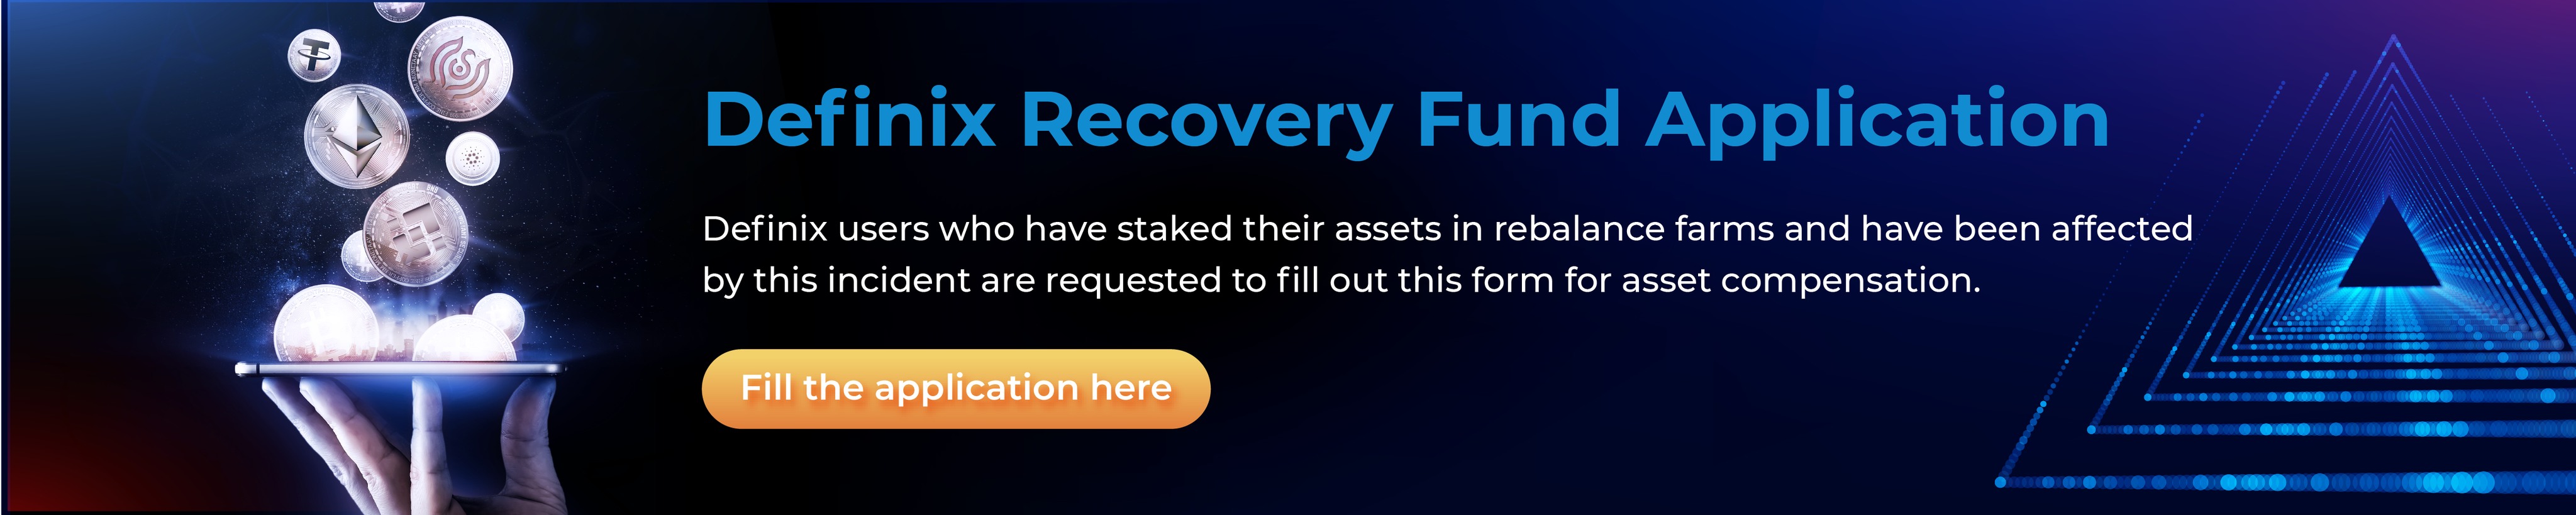 Definix Recovery Fund Application
Definix users who have staked their assets in rebalance farms and have been affected
by this incident are requested to fill out this form for asset compensation.
Fill the application here